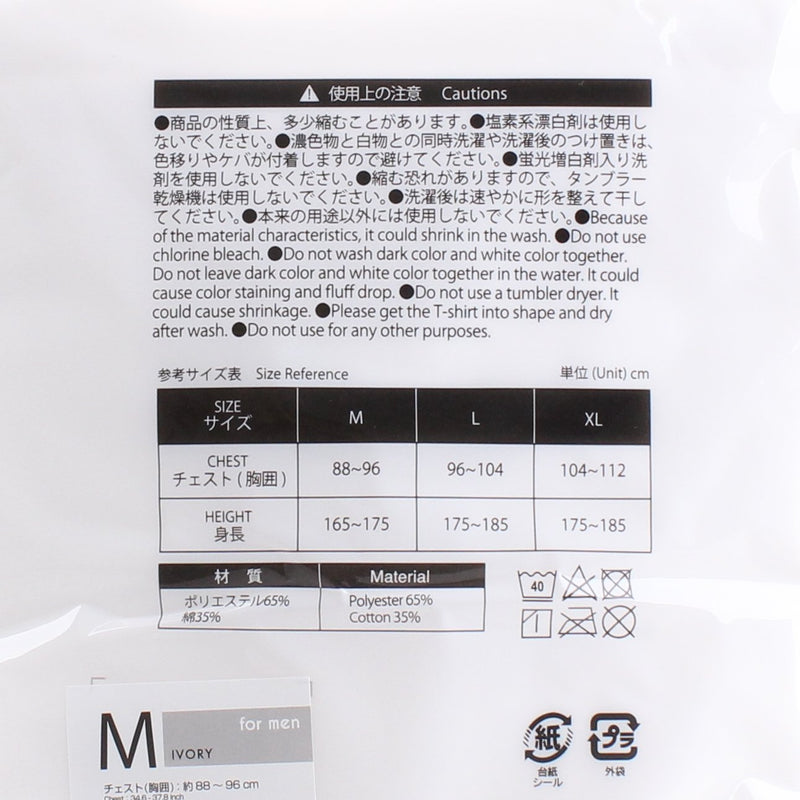 使用上の注意 Cautions
●商品の性質上、多少縮むことがあります。●塩素系漂白剤は使用し
ないでください。●濃色物と白物との同時洗濯や洗濯後のつけ置きは、
色移りやケバが付着しますので避けてください。●蛍光増白剤入り洗
剤を使用しないでください。●縮む恐れがありますので、タンブラー
乾燥機は使用しないでください。●洗濯後は速やかに形を整えて干し
てください。●本来の用途以外には使用しないでください。●Because
of the material characteristics, it could shrink in the wash. ●Do not use
chlorine bleach. ●Do not wash dark color and white color together.
Do not leave dark color and white color together in the water. It could
cause color staining and fluff drop. ●Do not use a tumbler dryer. It
could cause shrinkage. ●Please get the T-shirt into shape and dry
after wash. ●Do not use for any other purposes.
参考サイズ表 Size Reference 単位 (Unit) cm
SIZE
サイズ M L XL
CHEST
チェスト(胸囲) 88~96 96~104 104~112
HEIGHT
身長 165~175 175~185 175~185
材 質 Material
ポリエステル65% Polyester 65%
綿35% Cotton 35%
40
M for men
IVORY
チェスト(胸囲):約88~96cm
Chest : 34.6 - 37.8 inch
紙 プラ
台紙 外袋
シール